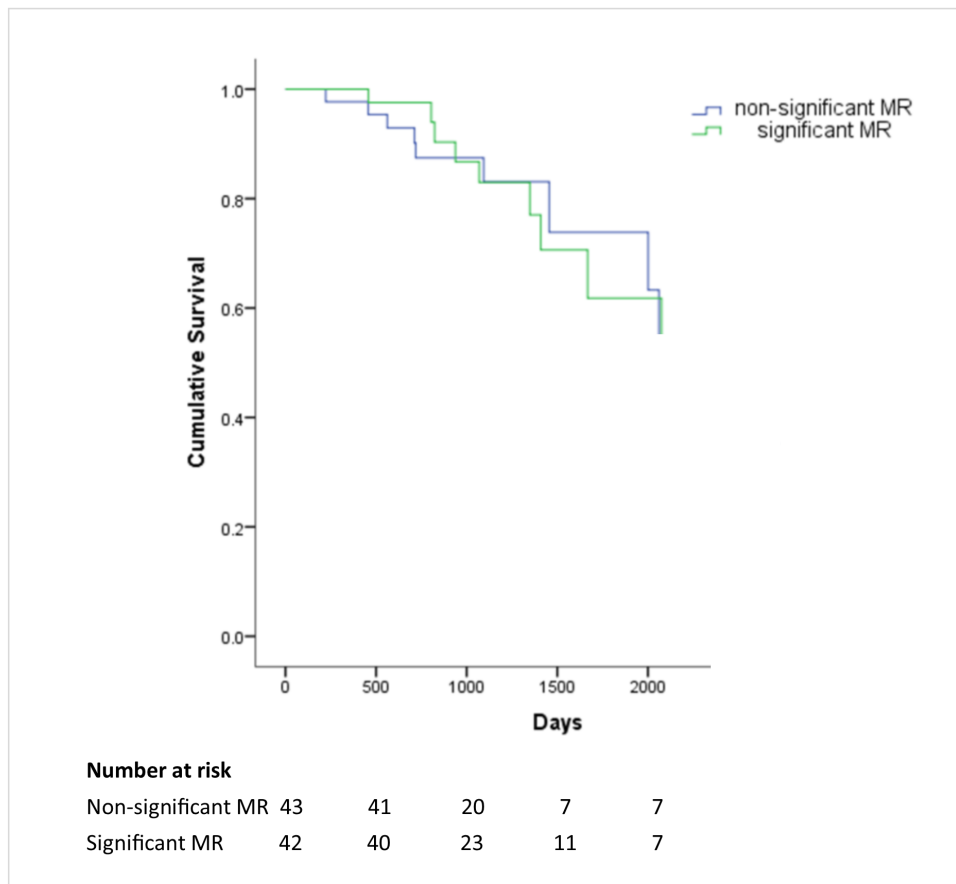 non-significant MR
significant MR
1.0
0.8
0.6
0.4
0.2
0.0
Cumulative Survival
0 500 1000 1500 2000
Days
Number at risk
Non-significant MR 43 41 20 7 7
Significant MR 42 40 23 11 7